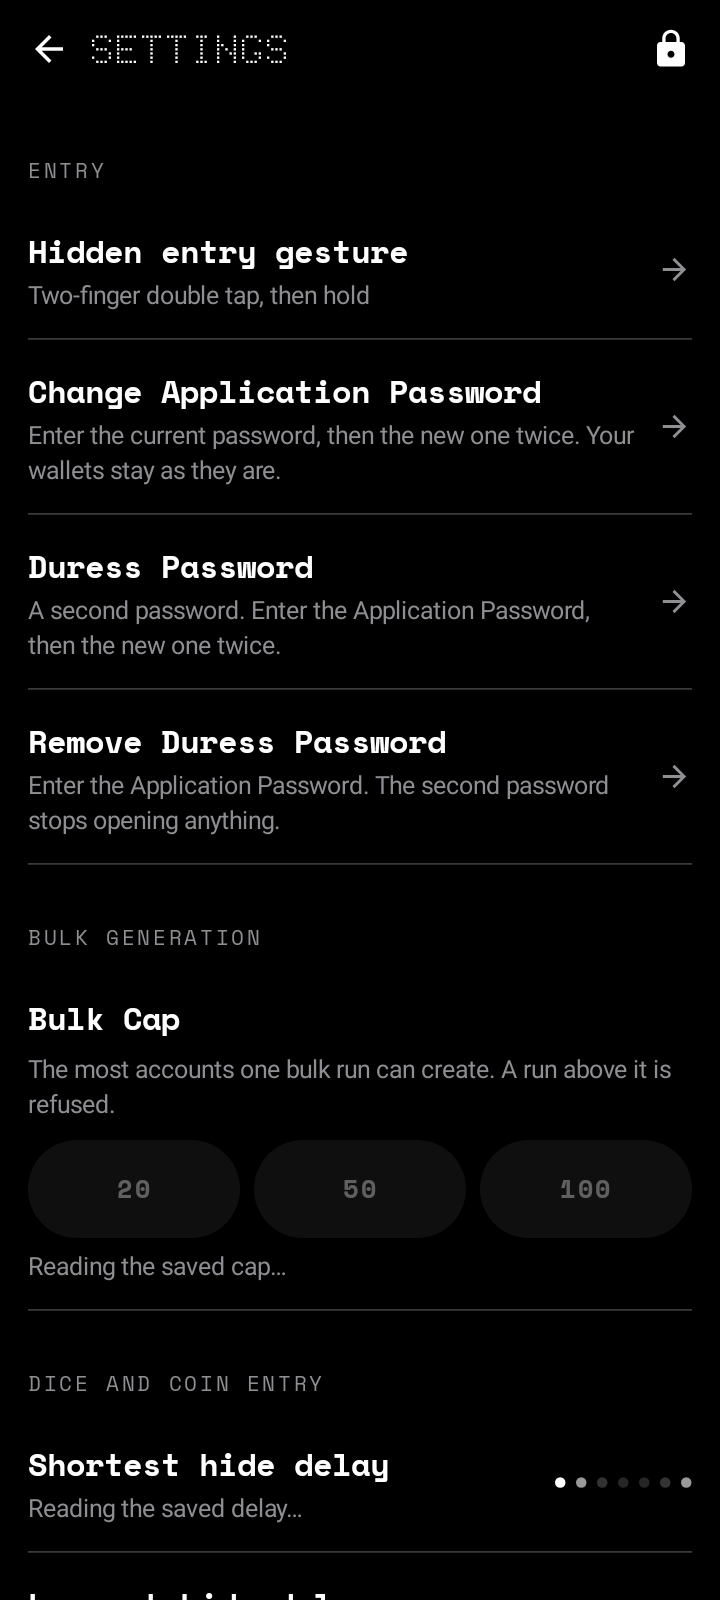 SETTINGS
ENTRY
Hidden entry gesture
Two-finger double tap, then hold
Change Application Password
Enter the current password, then the new one twice. Your
wallets stay as they are.
Duress Password
A second password. Enter the Application Password,
then the new one twice.
Remove Duress Password
Enter the Application Password. The second password
stops opening anything.
BULK GENERATION
Bulk Cap
The most accounts one bulk run can create. A run above it is
refused.
20 50 100
Reading the saved cap…
DICE AND COIN ENTRY
Shortest hide delay
Reading the saved delay…